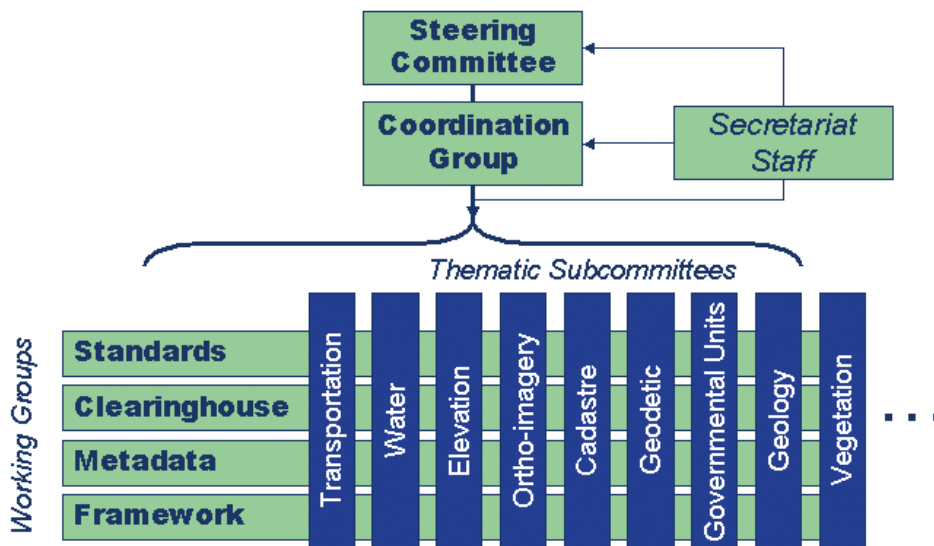 Steering
Committee
Coordination
Group
Secretariat
Staff
Thematic Subcommittees
Working Groups
Standards
Clearinghouse
Metadata
Framework
Transportation
Water
Elevation
Ortho-imagery
Cadastre
Geodetic
Governmental Units
Geology
Vegetation
. . .